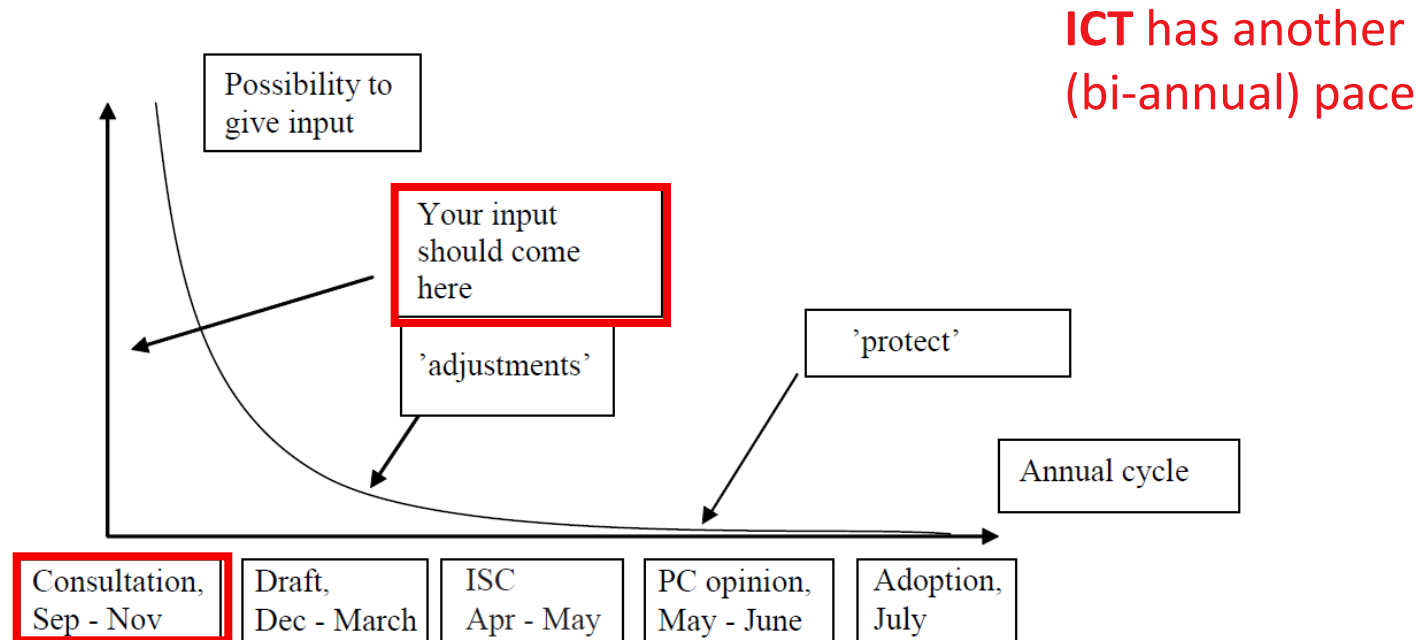 ICT has another
(bi-annual) pace
Possibility to
give input
Your input
should come
here
’adjustments’
’protect’
Annual cycle
Consultation,
Sep - Nov
Draft,
Dec - March
ISC
Apr - May
PC opinion,
May - June
Adoption,
July